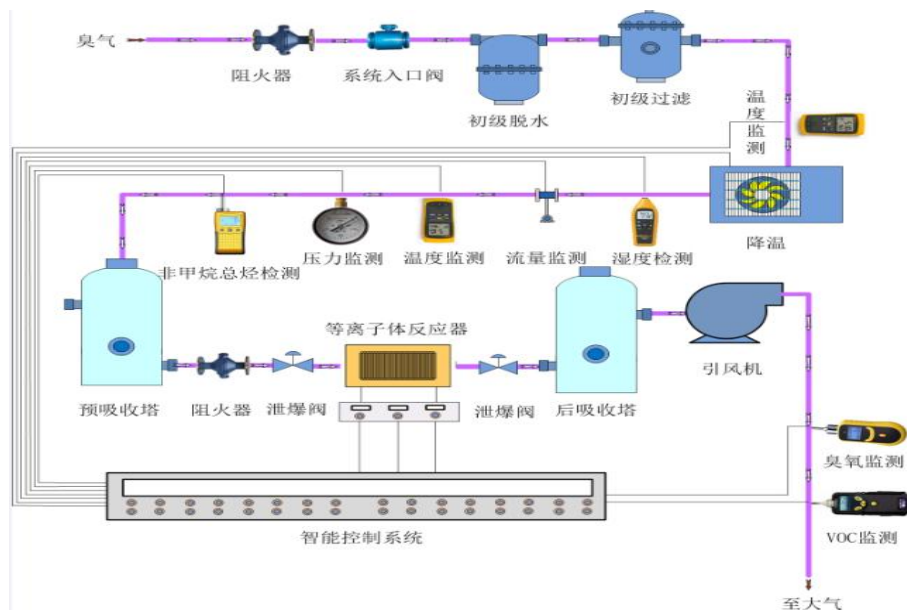 臭气
阻火器
系统入口阀
初级脱水
初级过滤
温度监测
降温
非甲烷总烃检测
压力监测
温度监测
流量监测
湿度检测
等离子体反应器
引风机
预吸收塔
阻火器
泄爆阀
泄爆阀
后吸收塔
臭氧监测
智能控制系统
VOC监测
至大气